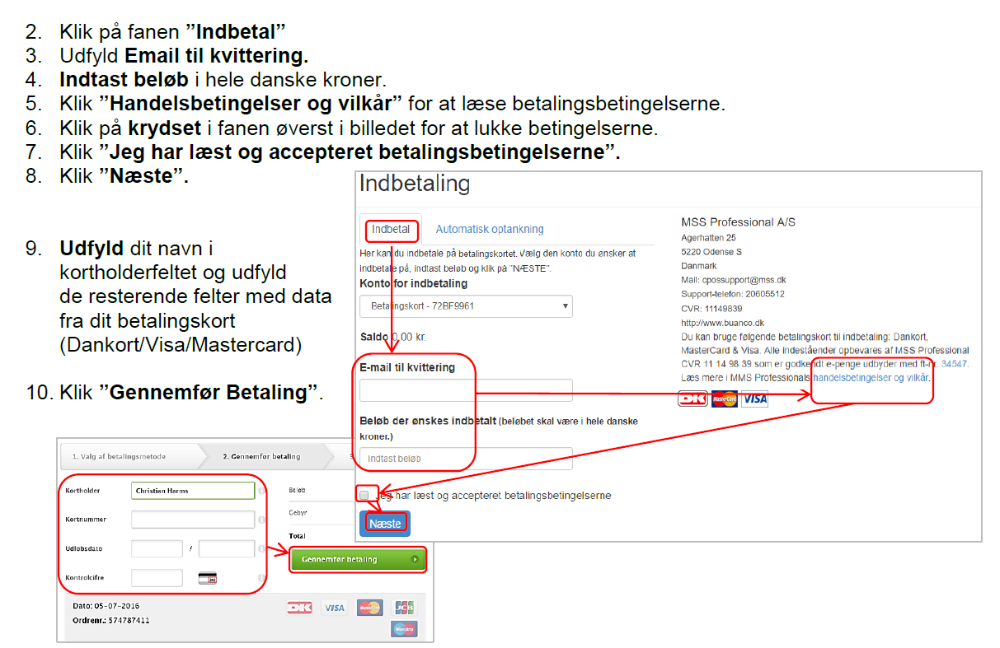 2. Klik på fanen ”Indbetal”
3. Udfyld Email til kvittering.
4. Indtast beløb i hele danske kroner.
5. Klik ”Handelsbetingelser og vilkår” for at læse betalingsbetingelserne.
6. Klik på krydset i fanen øverst i billedet for at lukke betingelserne.
7. Klik ”Jeg har læst og accepteret betalingsbetingelserne”.
8. Klik ”Næste”.
9. Udfyld dit navn i
kortholderfeltet og udfyld
de resterende felter med data
fra dit betalingskort
(Dankort/Visa/Mastercard)
10. Klik ”Gennemfør Betaling”.
Indbetaling
Indbetal
Automatisk optankning
Her kan du indbetale på betalingskortet. Vælg den konto du ønsker at
indbetale på, indtast beløb og klik på "NÆSTE".
Konto for indbetaling
Betalingskort - 72BF9961
Saldo 0,00 kr.
E-mail til kvittering
Beløb der ønskes indbetalt (beløbet skal være i hele danske
kroner.)
Indtast beløb
Jeg har læst og accepteret betalingsbetingelserne
Næste
MSS Professional A/S
Agerhatten 25
5220 Odense S
Danmark
Mail: cpossupport@mss.dk
Support-telefon: 20605512
CVR: 11149839
http://www.buanco.dk
Du kan bruge følgende betalingskort til indbetaling: Dankort,
MasterCard & Visa. Alle indeståender opbevares af MSS Professional
CVR 11 14 98 39 som er godkendt e-penge udbyder med ft-nr. 34547.
Læs mere i MMS Professionals handelsbetingelser og vilkår.
DK MasterCard VISA
1. Valg af betalingsmetode
2. Gennemfør betaling
Kortholder
Christian Harms
Kortnummer
Udløbsdato /
Kontrolcifre
Beløb
Gebyr
Total
Gennemfør betaling
Dato: 05-07-2016
Ordrenr.: 574787411
DK VISA MasterCard JCB
Maestro